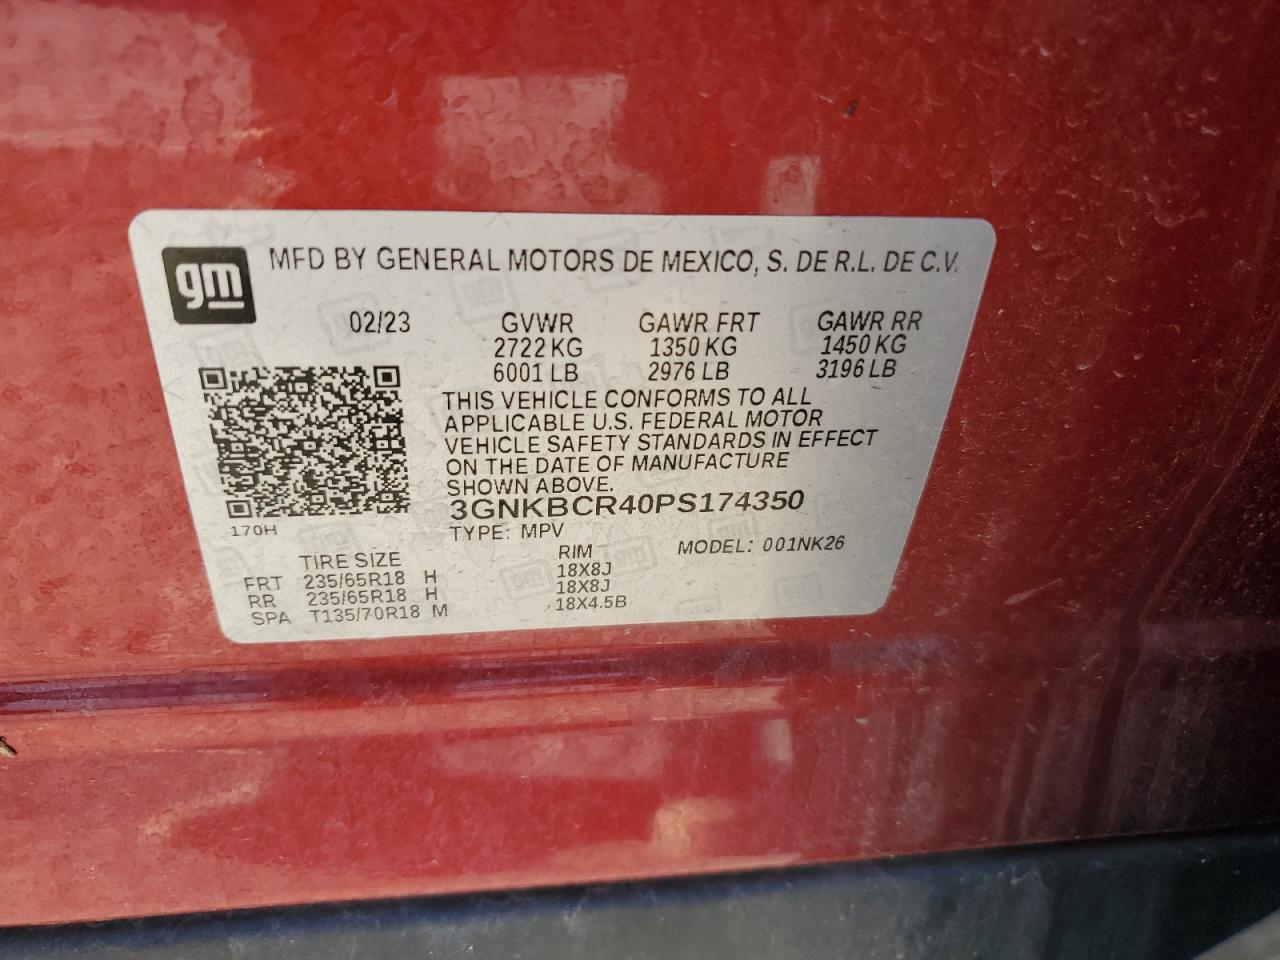 gm
MFD BY GENERAL MOTORS DE MEXICO, S. DE R.L. DE C.V.
02/23 GVWR GAWR FRT GAWR RR
2722 KG 1350 KG 1450 KG
6001 LB 2976 LB 3196 LB
THIS VEHICLE CONFORMS TO ALL
APPLICABLE U.S. FEDERAL MOTOR
VEHICLE SAFETY STANDARDS IN EFFECT
ON THE DATE OF MANUFACTURE
SHOWN ABOVE.
3GNKBCR40PS174350
170H
TYPE: MPV MODEL: 001NK26
TIRE SIZE RIM
FRT 235/65R18 H 18X8J
RR 235/65R18 H 18X8J
SPA T135/70R18 M 18X4.5B